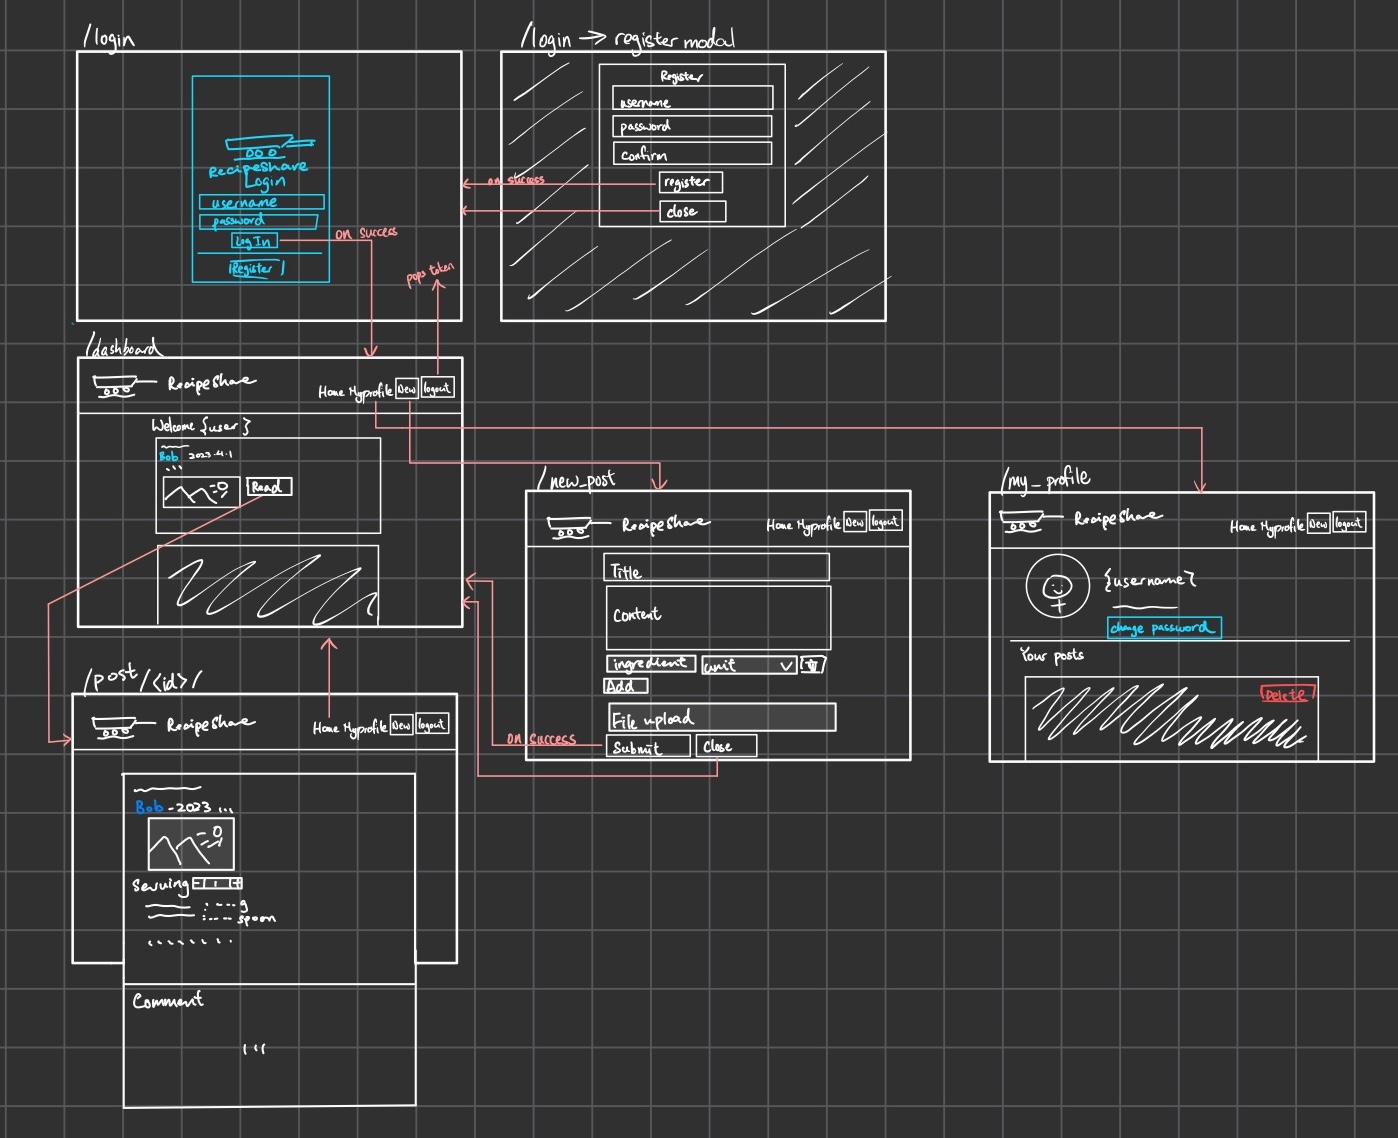 /login
RecipeShare
Login
username
password
Log In
Register
on success
/login → register modal
Register
username
password
confirm
register
close
on success
pops token
/dashboard
RecipeShare
Home Myprofile New logout
Welcome {user}
Bob 2023.4.1
...
Read
/new_post
RecipeShare
Home Myprofile New logout
Title
Content
ingredient unit
Add
File upload
Submit Close
on success
/my_profile
RecipeShare
Home Myprofile New logout
{username}
change password
Your posts
Delete
/post/<id>/
RecipeShare
Home Myprofile New logout
Bob - 2023 ...
Serving - 1 +
g
spoon
Comment
...